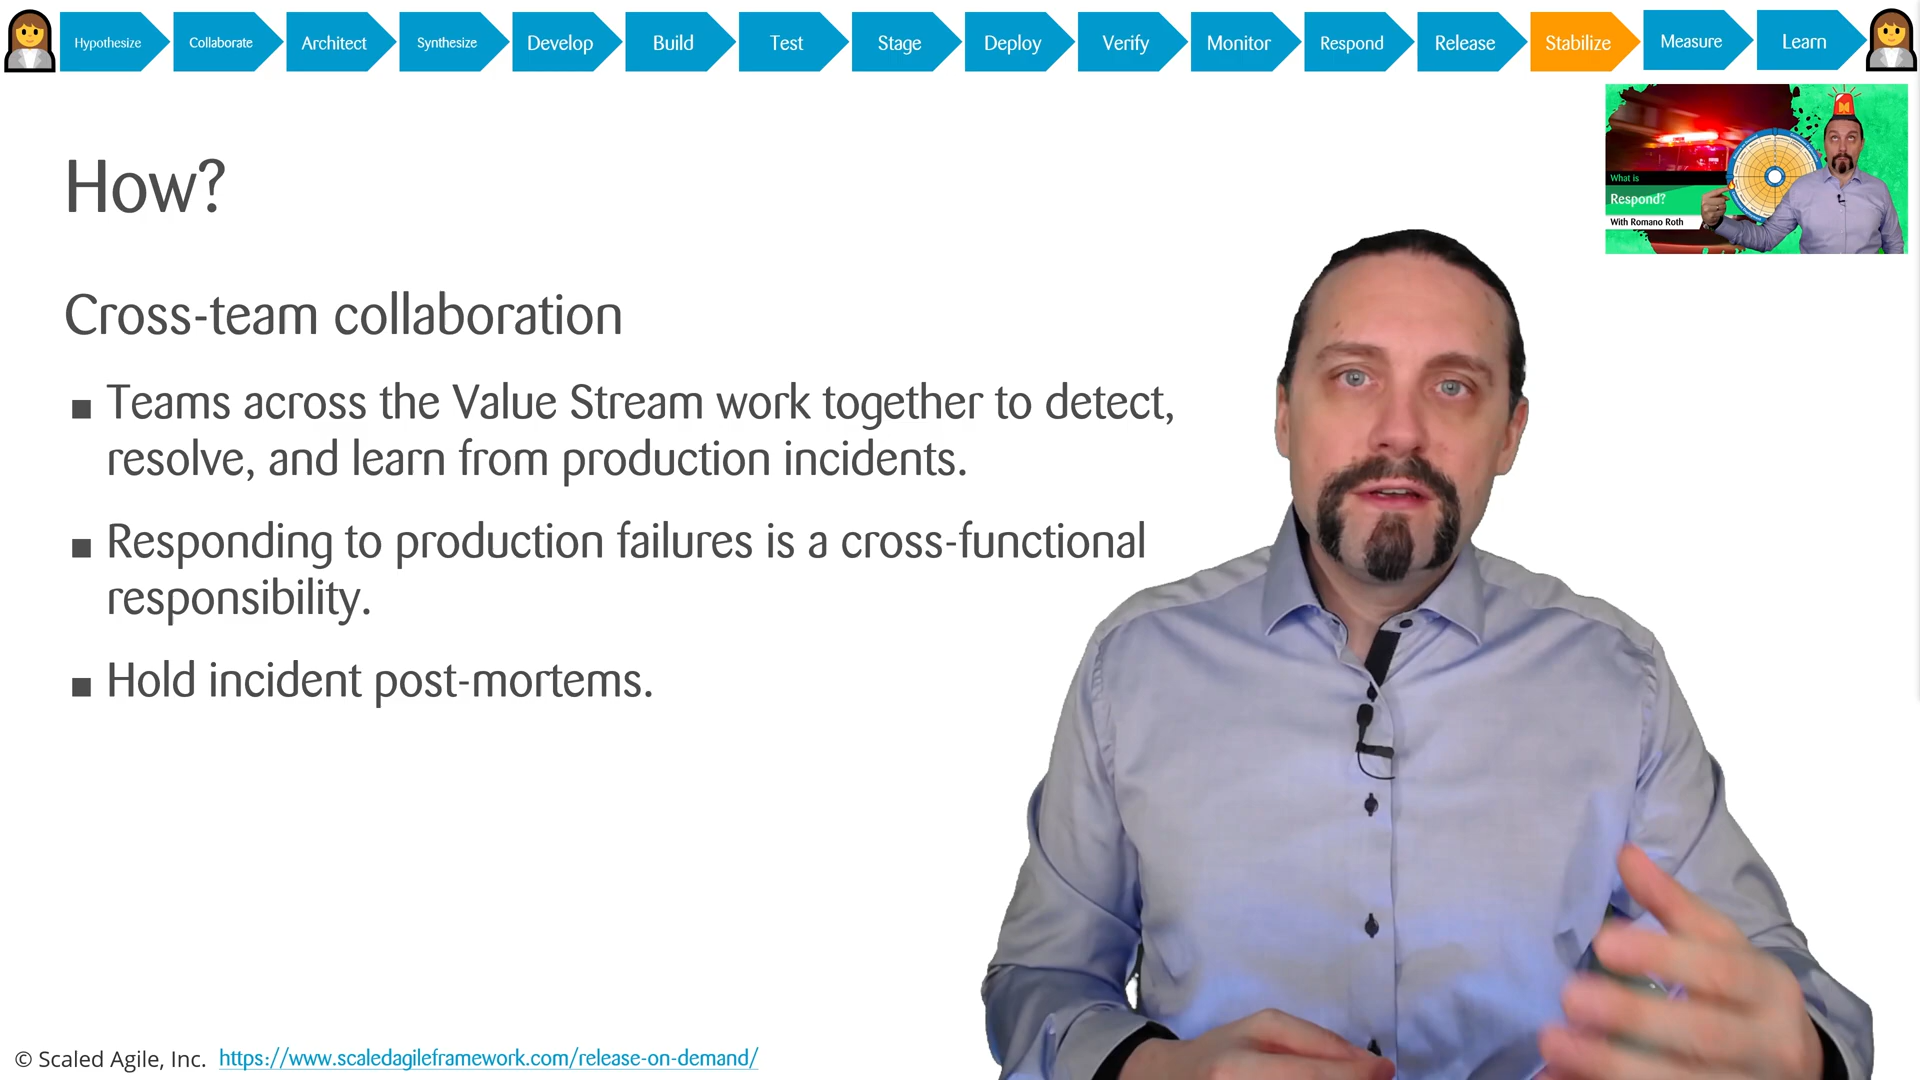 Hypothesize
Collaborate
Architect
Synthesize
Develop
Build
Test
Stage
Deploy
Verify
Monitor
Respond
Release
Stabilize
Measure
Learn
What is
Respond?
With Romano Roth
How?
Cross-team collaboration
▪ Teams across the Value Stream work together to detect,
resolve, and learn from production incidents.
▪ Responding to production failures is a cross-functional
responsibility.
▪ Hold incident post-mortems.
© Scaled Agile, Inc. https://www.scaledagileframework.com/release-on-demand/